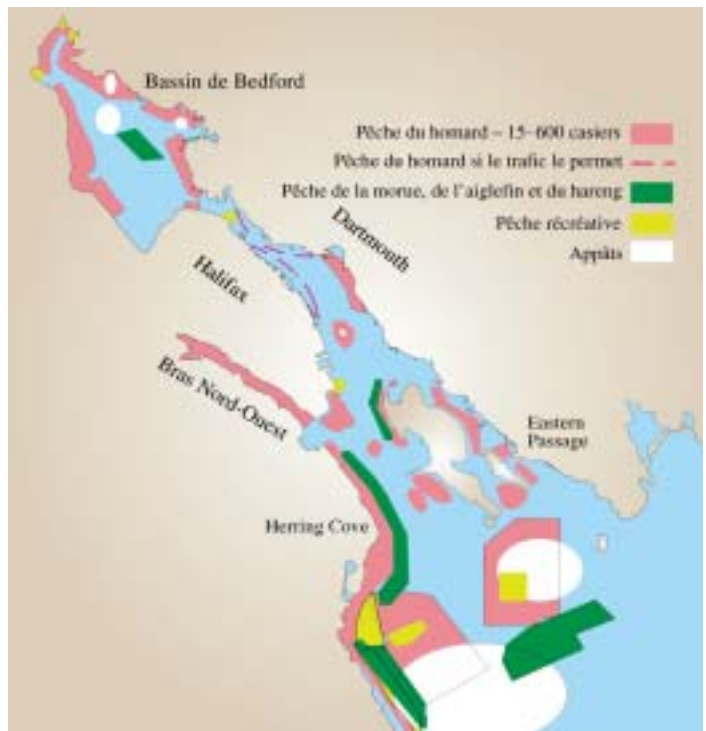 Bassin de Bedford
Pêche du homard – 15–600 casiers
Pêche du homard si le trafic le permet
Pêche de la morue, de l'aiglefin et du hareng
Pêche récréative
Appâts
Dartmouth
Halifax
Bras Nord-Ouest
Eastern
Passage
Herring Cove